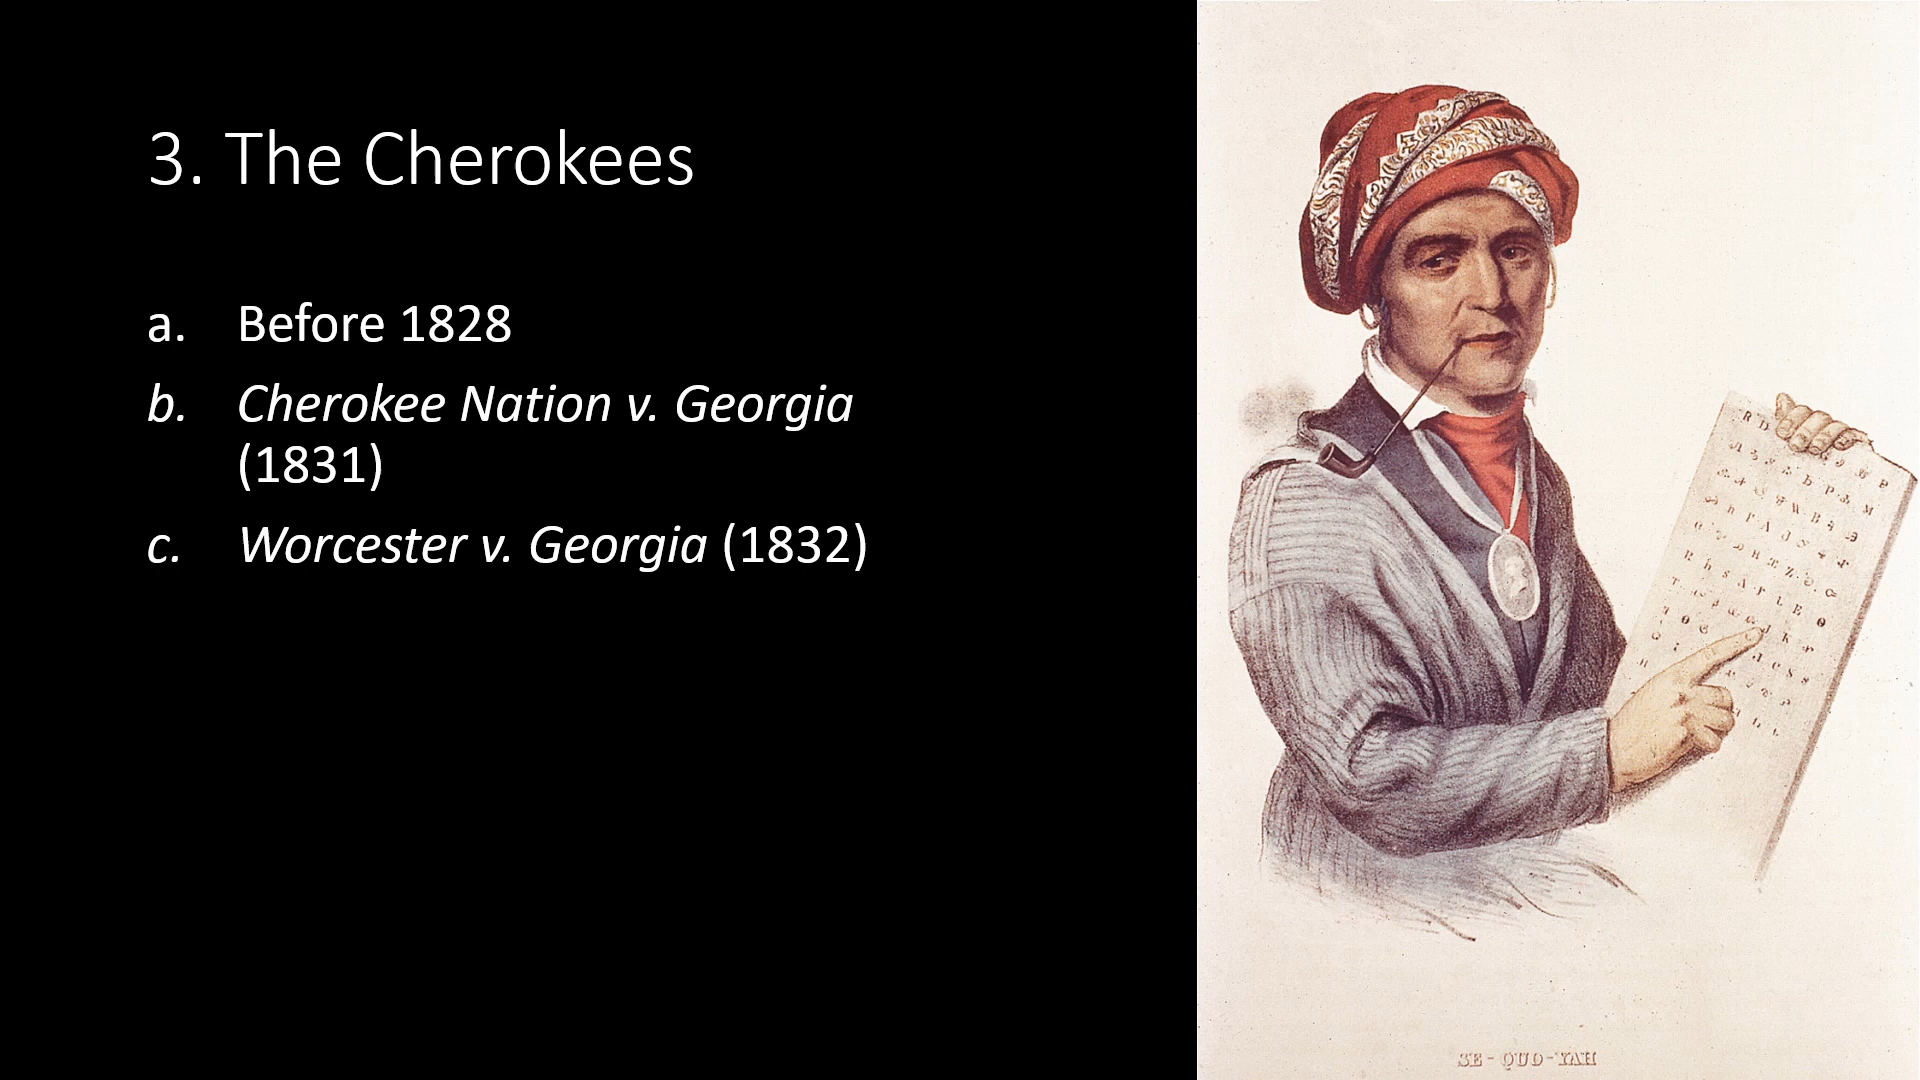 3. The Cherokees
a. Before 1828
b. Cherokee Nation v. Georgia
(1831)
c. Worcester v. Georgia (1832)
SE-QUO-YAH